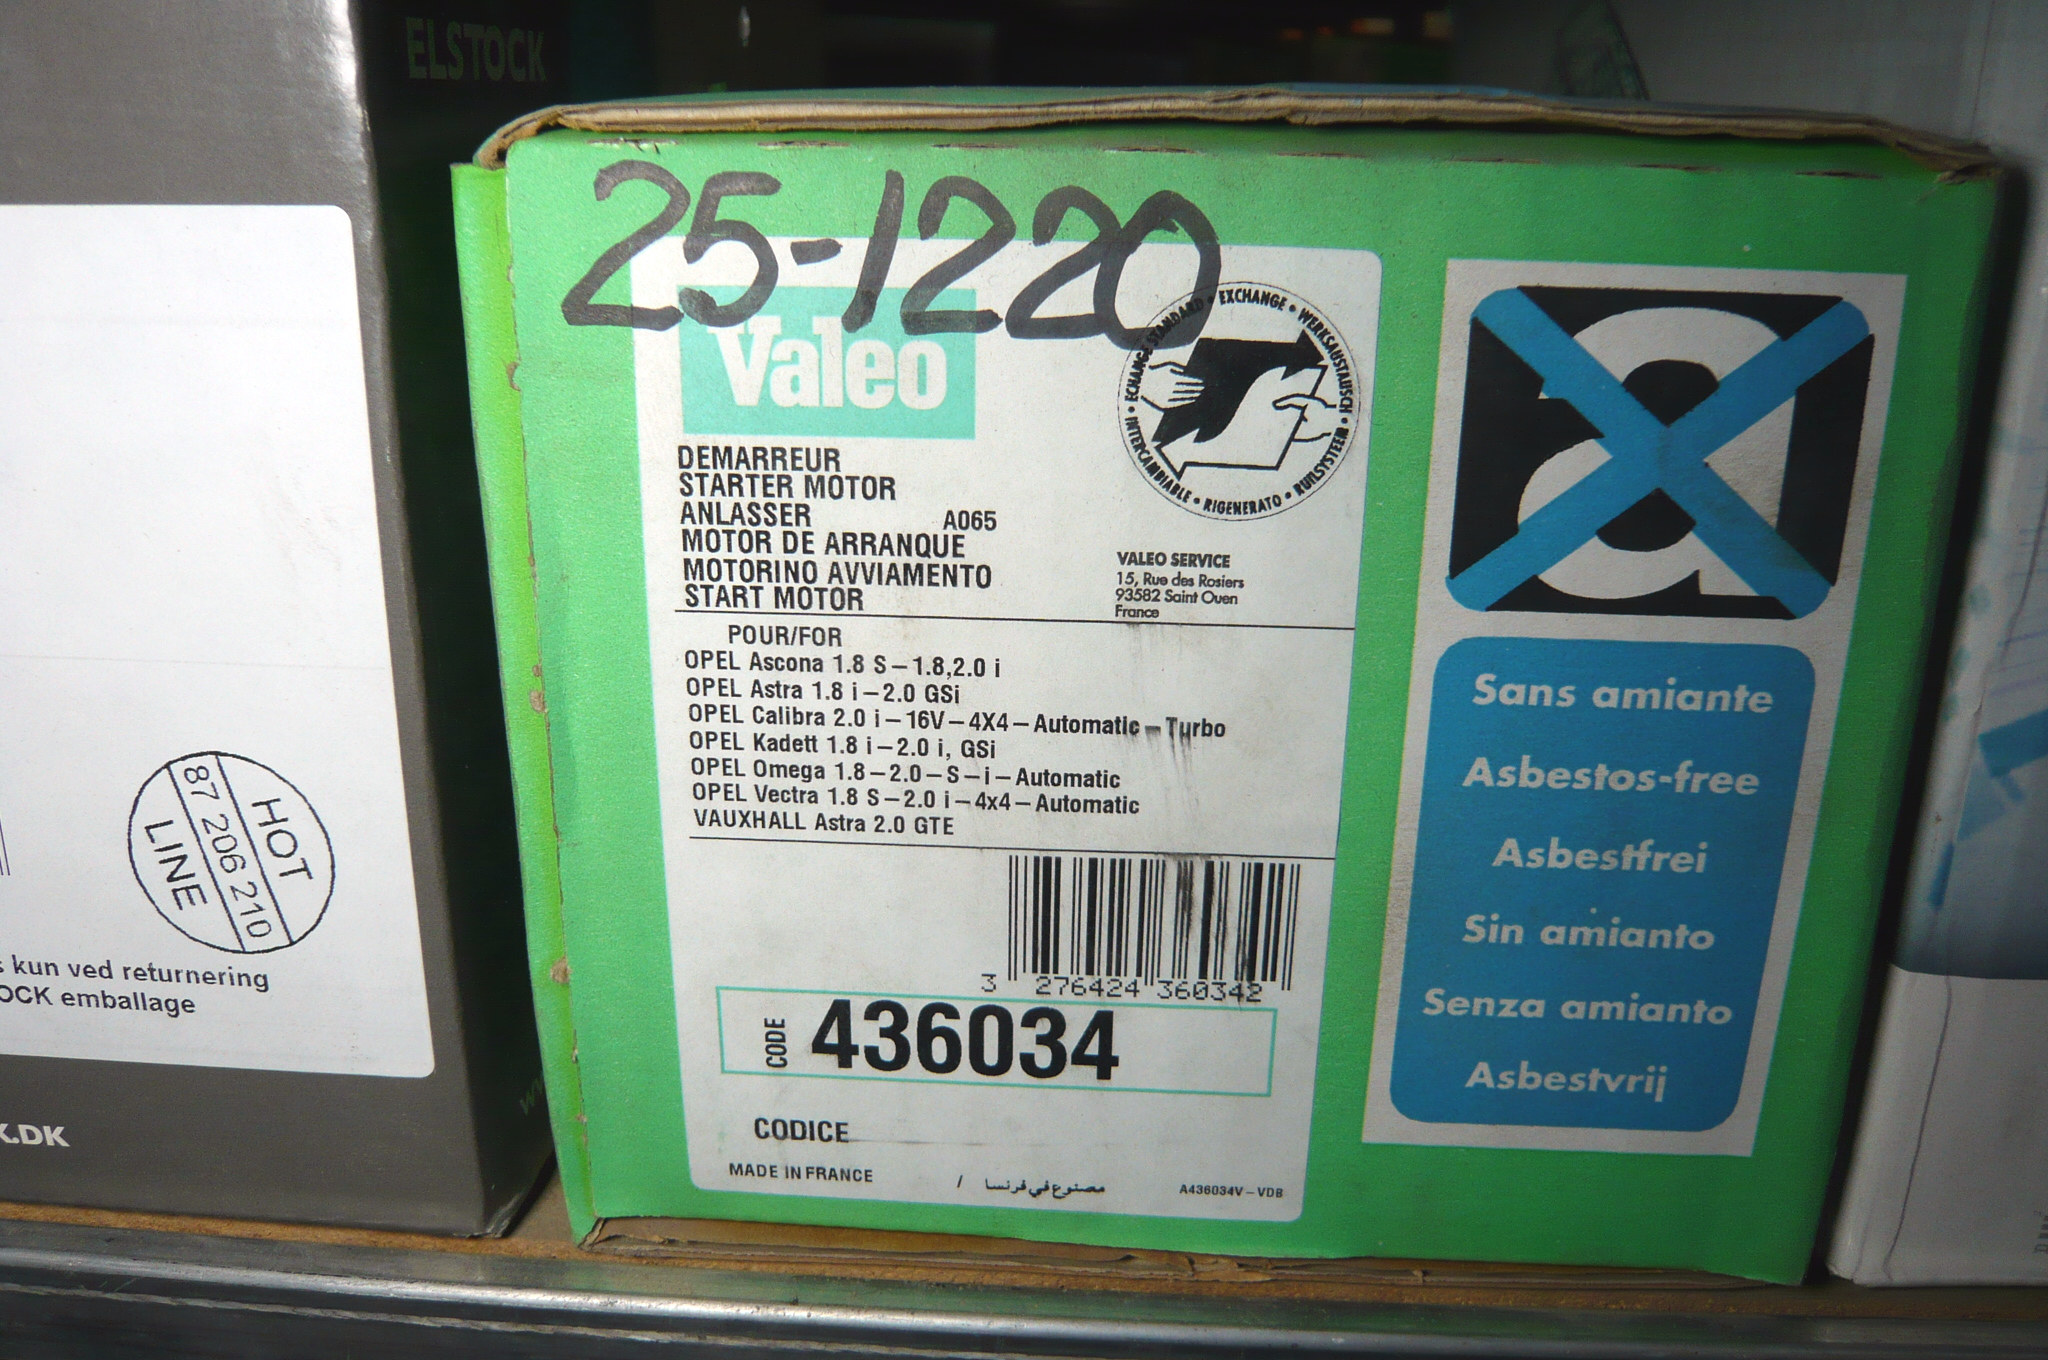 ELSTOCK
HOT
87 206 210
LINE
kun ved returnering
OCK emballage
K.DK
25-1220
Valeo
ECHANGE STANDARD • EXCHANGE • WERKSAUSTAUSCH • RUILSYSTEEM • RIGENERATO • INTERCAMBIABLE •
DEMARREUR
STARTER MOTOR
ANLASSER A065
MOTOR DE ARRANQUE
MOTORINO AVVIAMENTO
START MOTOR
VALEO SERVICE
15, Rue des Rosiers
93582 Saint Ouen
France
POUR/FOR
OPEL Ascona 1.8 S–1.8,2.0 i
OPEL Astra 1.8 i–2.0 GSi
OPEL Calibra 2.0 i–16V–4X4–Automatic–Turbo
OPEL Kadett 1.8 i–2.0 i, GSi
OPEL Omega 1.8–2.0–S–i–Automatic
OPEL Vectra 1.8 S–2.0 i–4x4–Automatic
VAUXHALL Astra 2.0 GTE
3 276424 360342
CODE 436034
CODICE
MADE IN FRANCE / مصنوع في فرنسا A436034V–VDB
a
Sans amiante
Asbestos-free
Asbestfrei
Sin amianto
Senza amianto
Asbestvrij